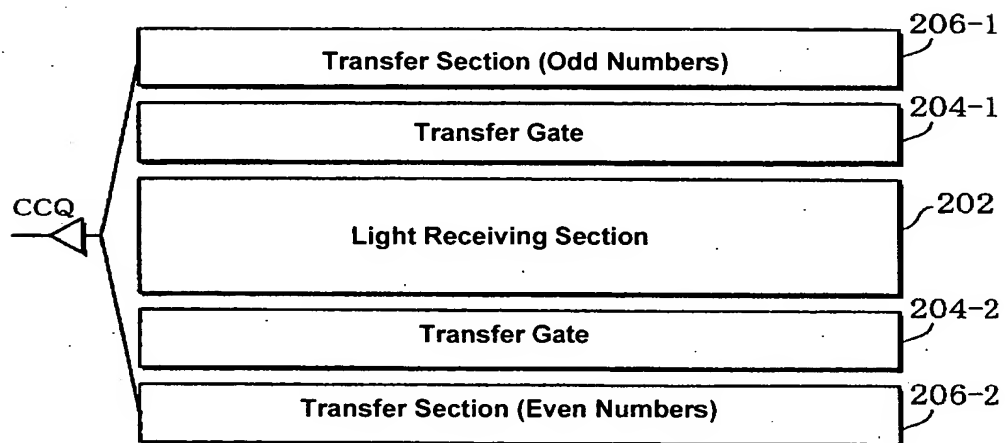 206-1
Transfer Section (Odd Numbers)
204-1
Transfer Gate
CCQ
202
Light Receiving Section
204-2
Transfer Gate
206-2
Transfer Section (Even Numbers)